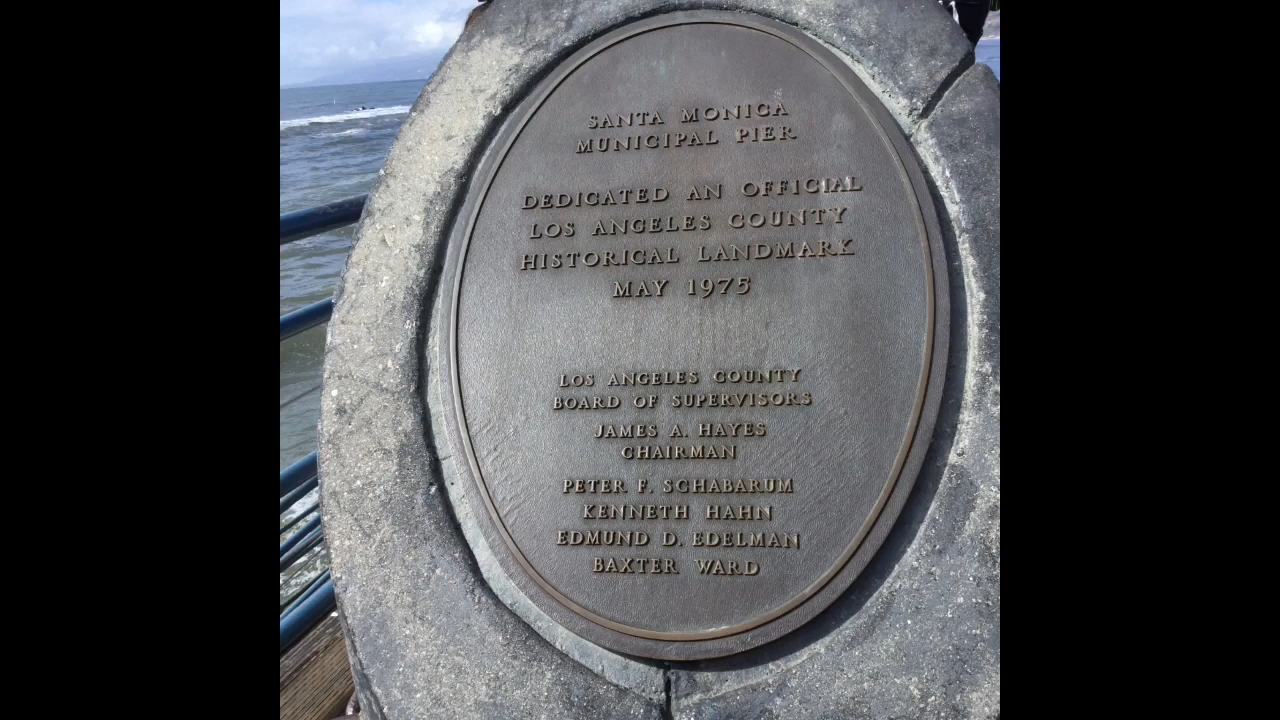 SANTA MONICA
MUNICIPAL PIER
DEDICATED AN OFFICIAL
LOS ANGELES COUNTY
HISTORICAL LANDMARK
MAY 1975
LOS ANGELES COUNTY
BOARD OF SUPERVISORS
JAMES A. HAYES
CHAIRMAN
PETER F. SCHABARUM
KENNETH HAHN
EDMUND D. EDELMAN
BAXTER WARD